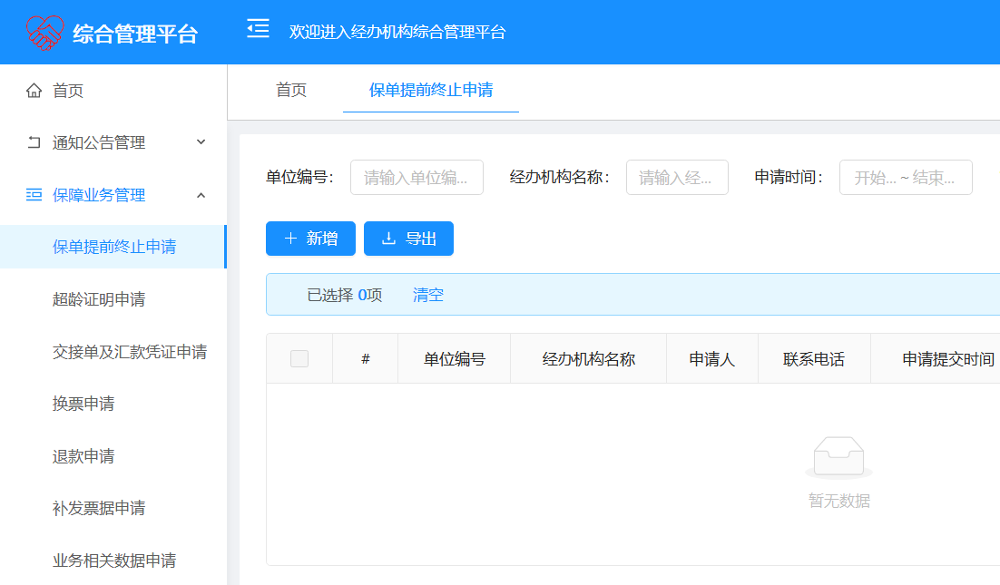 综合管理平台
欢迎进入经办机构综合管理平台
首页
通知公告管理
保障业务管理
保单提前终止申请
超龄证明申请
交接单及汇款凭证申请
换票申请
退款申请
补发票据申请
业务相关数据申请
首页 保单提前终止申请
单位编号： 请输入单位编... 经办机构名称： 请输入经... 申请时间： 开始... ~ 结束...
新增 导出
已选择 0项 清空
# 单位编号 经办机构名称 申请人 联系电话 申请提交时间
暂无数据